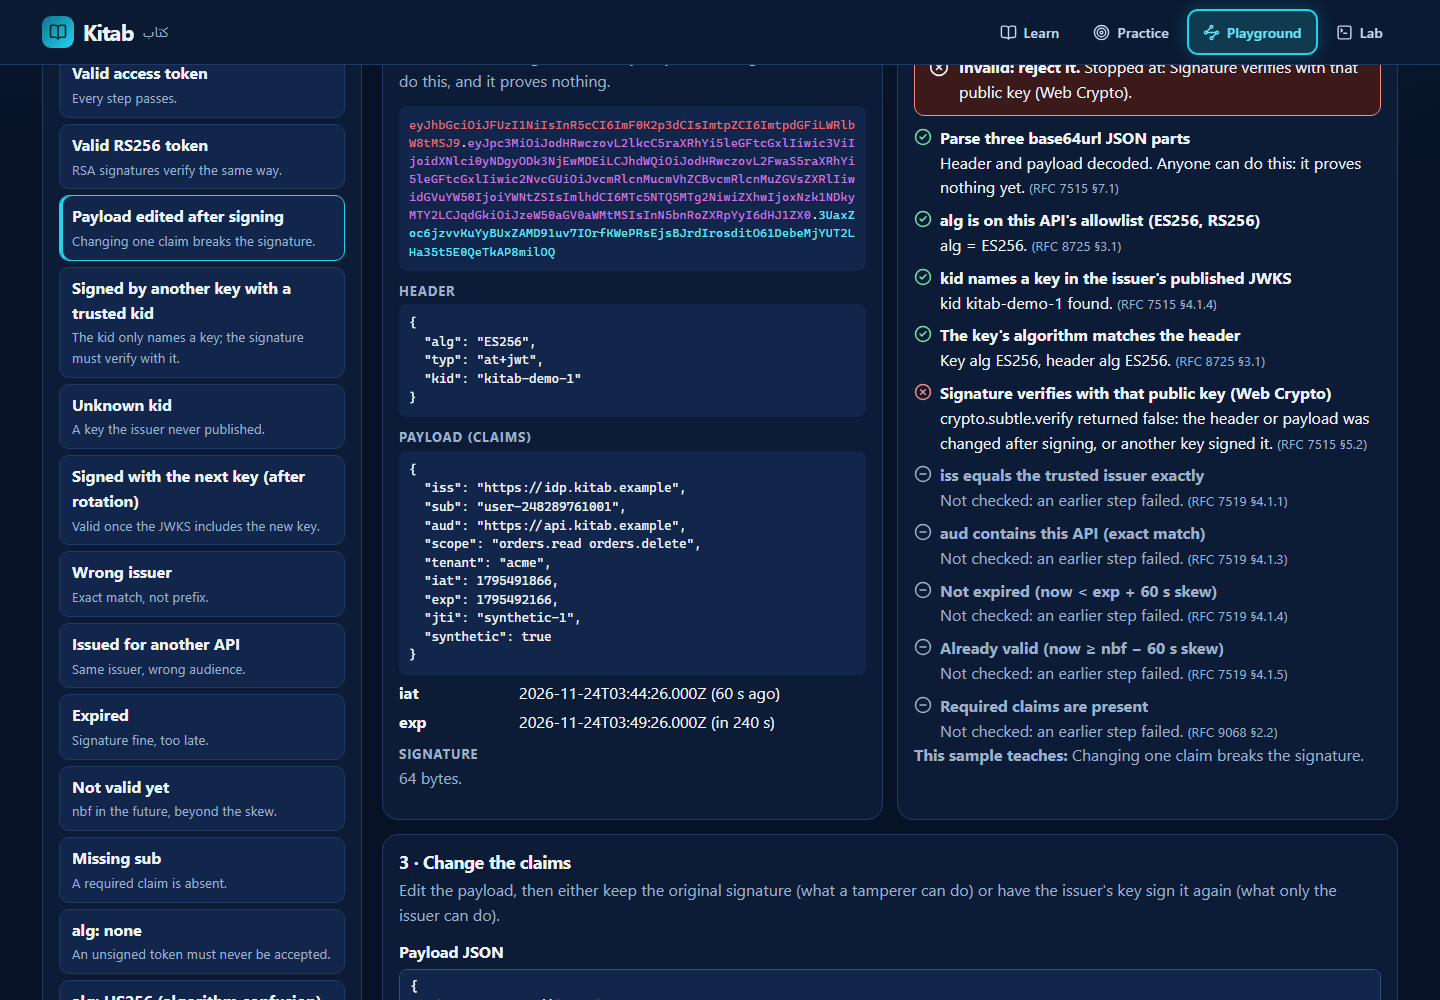 Kitab كتاب
Learn
Practice
Playground
Lab
Valid access token
Every step passes.
Valid RS256 token
RSA signatures verify the same way.
Payload edited after signing
Changing one claim breaks the signature.
Signed by another key with a
trusted kid
The kid only names a key; the signature
must verify with it.
Unknown kid
A key the issuer never published.
Signed with the next key (after
rotation)
Valid once the JWKS includes the new key.
Wrong issuer
Exact match, not prefix.
Issued for another API
Same issuer, wrong audience.
Expired
Signature fine, too late.
Not valid yet
nbf in the future, beyond the skew.
Missing sub
A required claim is absent.
alg: none
An unsigned token must never be accepted.
alg: HS256 (algorithm confusion)
do this, and it proves nothing.
eyJhbGciOiJFUzI1NiIsInR5cCI6ImF0K2p3dCIsImtpZCI6ImtpdGFiLWRlb
W8tMSJ9.eyJpc3MiOiJodHRwczovL2lkcC5raXRhYi5leGFtcGxlIiwic3ViI
joidXNlci0yNDgyODk3NjEwMDEiLCJhdWQiOiJodHRwczovL2FwaS5raXRhYi
5leGFtcGxlIiwic2NvcGUiOiJvcmRlcnMucmVhZCBvcmRlcnMuZGVsZXRlIiw
idGVuYW50IjoiYWNtZSIsImlhdCI6MTc5NTQ5MTg2NiwiZXhwIjoxNzk1NDky
MTY2LCJqdGkiOiJzeW50aGV0aWMtMSIsInN5bnRoZXRpYyI6dHJ1ZX0.3UaxZ
oc6jzvvKuYyBUxZAMD91uv7IOrfKWePRsEjsBJrdIrosditO61DebeMjYUT2L
Ha35t5E0QeTkAP8milOQ
HEADER
{
"alg": "ES256",
"typ": "at+jwt",
"kid": "kitab-demo-1"
}
PAYLOAD (CLAIMS)
{
"iss": "https://idp.kitab.example",
"sub": "user-248289761001",
"aud": "https://api.kitab.example",
"scope": "orders.read orders.delete",
"tenant": "acme",
"iat": 1795491866,
"exp": 1795492166,
"jti": "synthetic-1",
"synthetic": true
}
iat 2026-11-24T03:44:26.000Z (60 s ago)
exp 2026-11-24T03:49:26.000Z (in 240 s)
SIGNATURE
64 bytes.
Invalid: reject it. Stopped at: Signature verifies with that
public key (Web Crypto).
Parse three base64url JSON parts
Header and payload decoded. Anyone can do this: it proves
nothing yet. (RFC 7515 §7.1)
alg is on this API's allowlist (ES256, RS256)
alg = ES256. (RFC 8725 §3.1)
kid names a key in the issuer's published JWKS
kid kitab-demo-1 found. (RFC 7515 §4.1.4)
The key's algorithm matches the header
Key alg ES256, header alg ES256. (RFC 8725 §3.1)
Signature verifies with that public key (Web Crypto)
crypto.subtle.verify returned false: the header or payload was
changed after signing, or another key signed it. (RFC 7515 §5.2)
iss equals the trusted issuer exactly
Not checked: an earlier step failed. (RFC 7519 §4.1.1)
aud contains this API (exact match)
Not checked: an earlier step failed. (RFC 7519 §4.1.3)
Not expired (now < exp + 60 s skew)
Not checked: an earlier step failed. (RFC 7519 §4.1.4)
Already valid (now ≥ nbf − 60 s skew)
Not checked: an earlier step failed. (RFC 7519 §4.1.5)
Required claims are present
Not checked: an earlier step failed. (RFC 9068 §2.2)
This sample teaches: Changing one claim breaks the signature.
3 · Change the claims
Edit the payload, then either keep the original signature (what a tamperer can do) or have the issuer's key sign it again (what only the
issuer can do).
Payload JSON
{